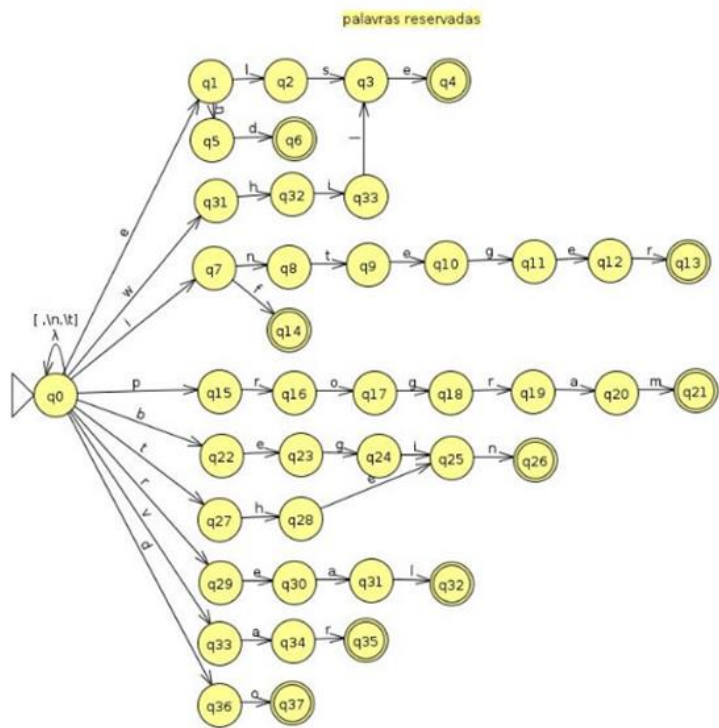 palavras reservadas
q1 l q2 s q3 e q4
q5 d q6
l
q31 h q32 i q33
e
w
q7 n q8 t q9 e q10 g q11 e q12 r q13
i
f
[ ,\n,\t]
q14
λ
q0
p q15 r q16 o q17 g q18 r q19 a q20 m q21
b
q22 e q23 g q24 i q25 n q26
t
e
q27 h q28
r
v
q29 e q30 a q31 l q32
d
q33 a q34 r q35
q36 o q37